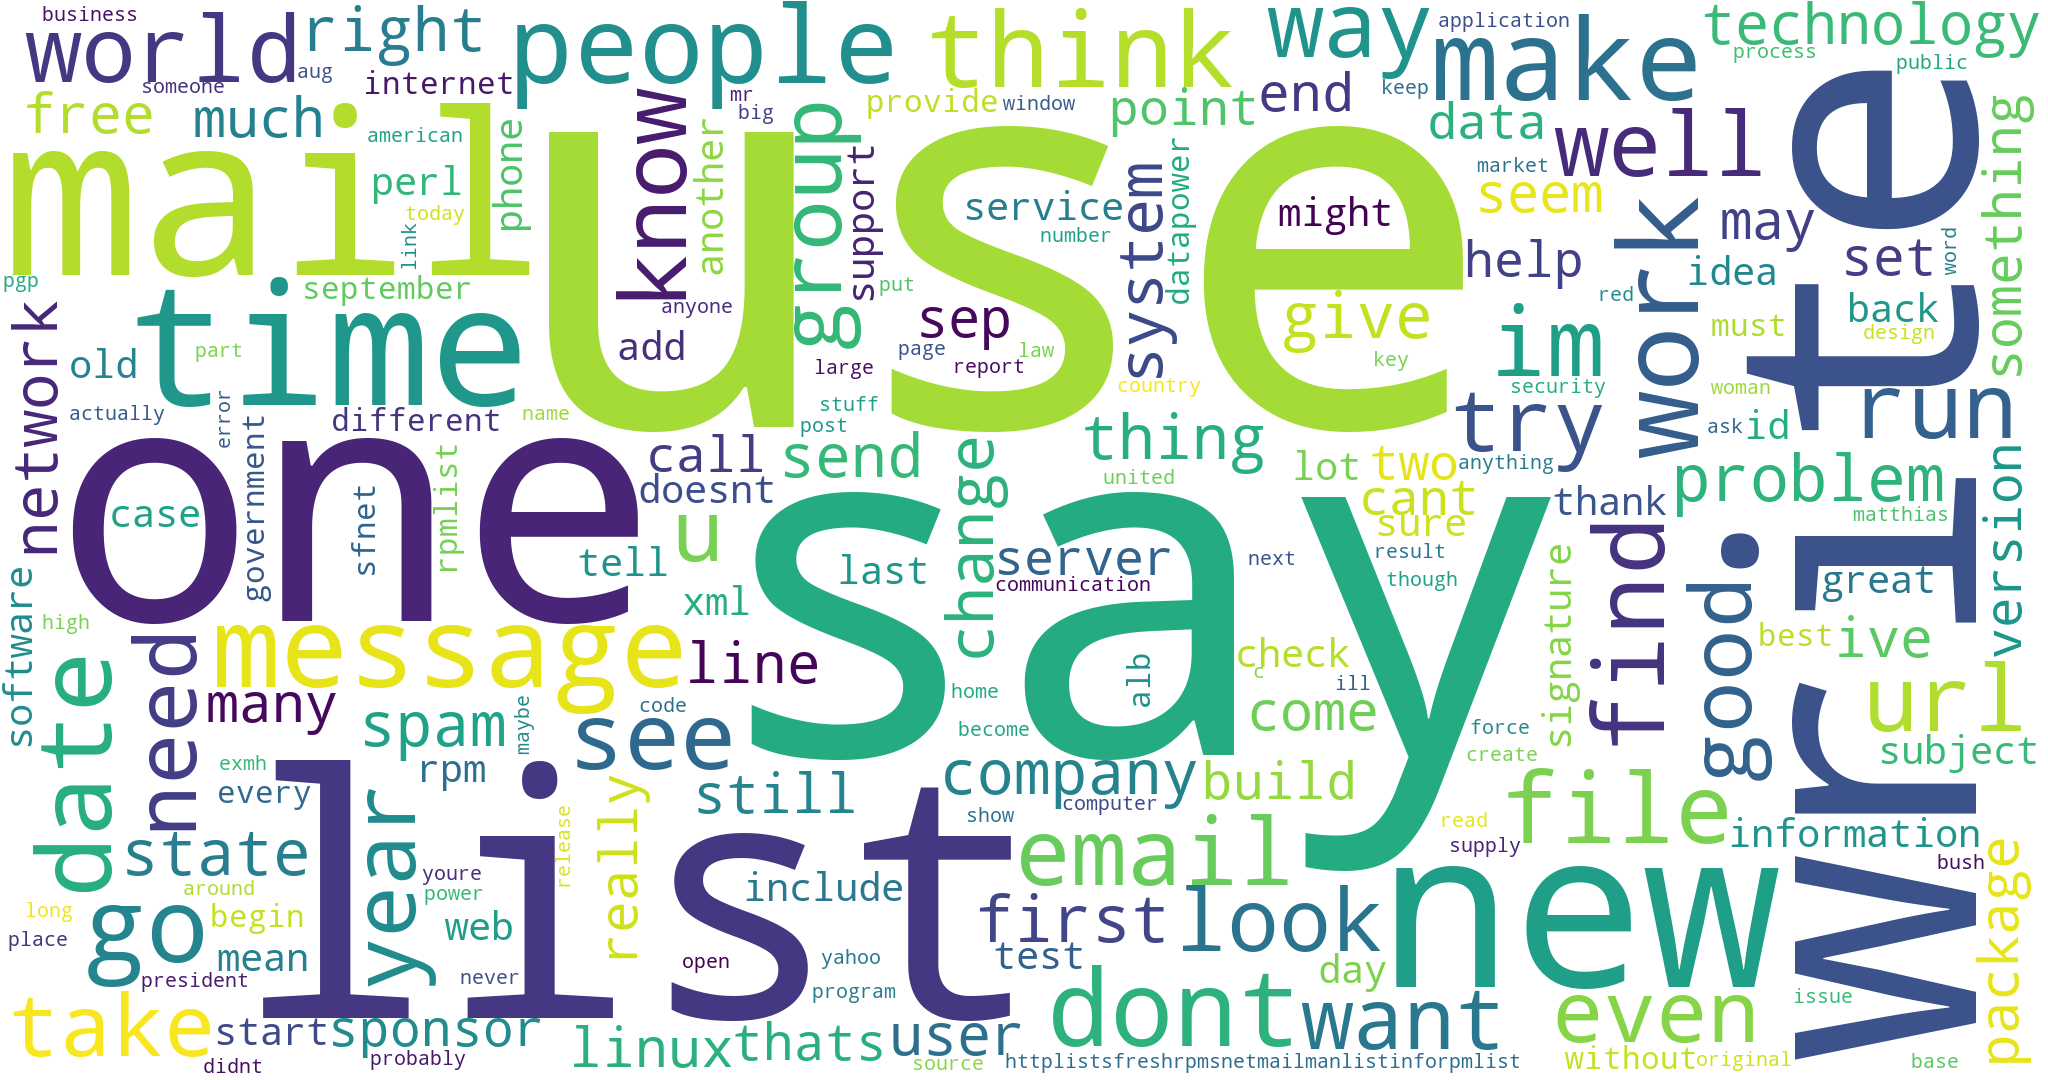 business
world
right
people
think
way
make
application
technology
process
public
someone
aug
internet
free
much
american
mail
perl
today
phone
link
mr
big
know
another
group
support
provide
window
point
end
keep
data
market
well
seem
use
service
number
system
datapower
might
help
work
may
set
idea
word
write
something
pgp
september
time
network
old
part
actually
different
name
error
government
anyone
add
put
sep
page
law
report
large
stuff
post
give
key
country
im
red
security
must
back
design
woman
try
ask
id
run
one
case
sfnet
rpmlist
call
doesnt
send
change
thing
united
lot
two
anything
cant
sure
thank
problem
matthias
version
u
tell
xml
say
last
server
communication
next
result
though
signature
find
good
great
best
ive
software
high
date
need
message
many
line
spam
maybe
see
code
home
become
alb
check
c
ill
come
force
create
url
subject
exmh
every
rpm
year
list
still
company
build
show
computer
read
supply
file
information
bush
state
around
youre
power
release
really
include
email
first
look
new
package
long
place
go
begin
mean
web
president
never
open
yahoo
program
test
day
take
start
sponsor
didnt
probably
linux
thats
user
source
dont
want
even
issue
httplistsfreshrpmsnetmailmanlistinforpmlist
without
original
base